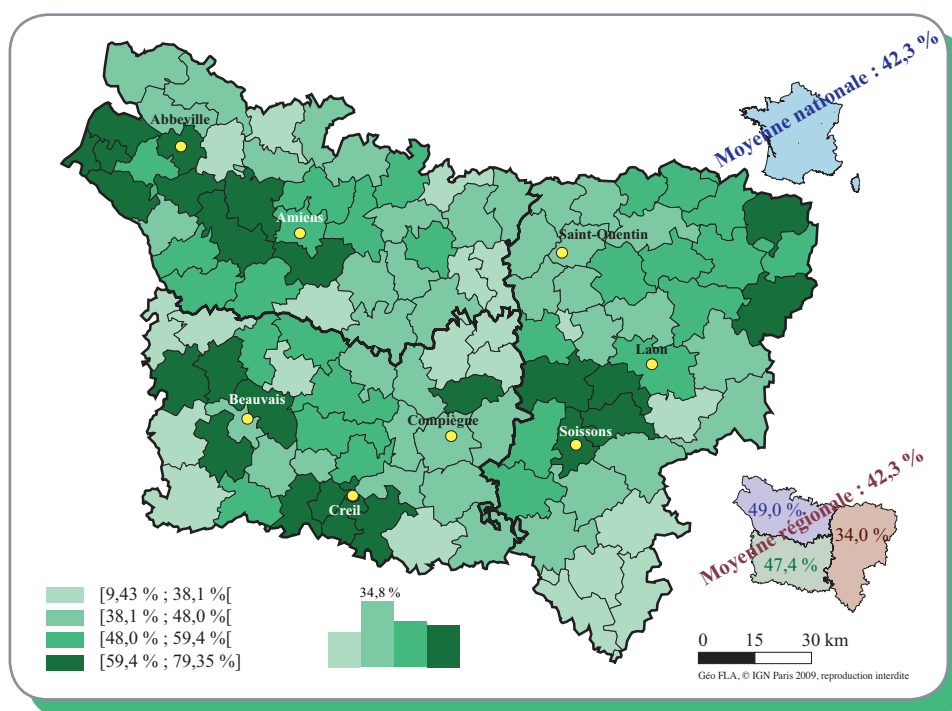 Moyenne nationale : 42,3 %
Abbeville
Amiens
Saint-Quentin
Laon
Beauvais
Compiègne
Soissons
Creil
Moyenne régionale : 42,3 %
49,0 %
34,0 %
47,4 %
[9,43 % ; 38,1 %[
[38,1 % ; 48,0 %[
[48,0 % ; 59,4 %[
[59,4 % ; 79,35 %]
34,8 %
0 15 30 km
Géo FLA, © IGN Paris 2009, reproduction interdite